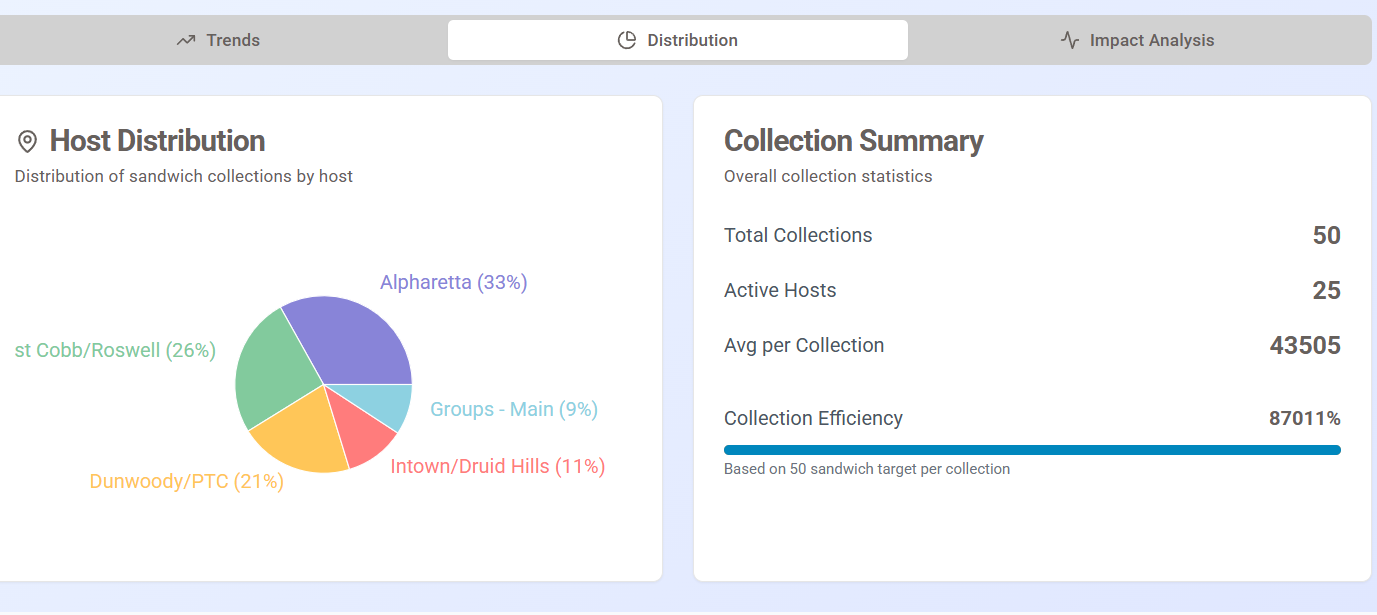 Trends
Distribution
Impact Analysis
Host Distribution
Distribution of sandwich collections by host
Alpharetta (33%)
st Cobb/Roswell (26%)
Groups - Main (9%)
Intown/Druid Hills (11%)
Dunwoody/PTC (21%)
Collection Summary
Overall collection statistics
Total Collections 50
Active Hosts 25
Avg per Collection 43505
Collection Efficiency 87011%
Based on 50 sandwich target per collection